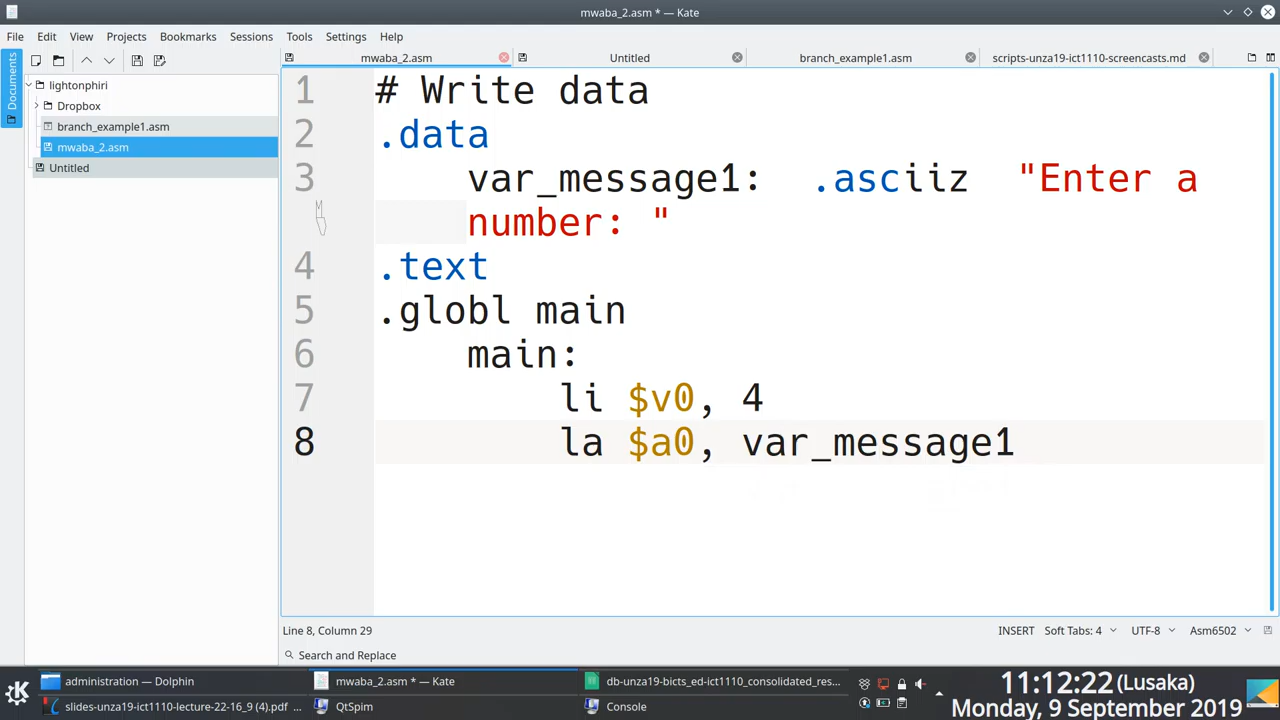 mwaba_2.asm * — Kate
File Edit View Projects Bookmarks Sessions Tools Settings Help
mwaba_2.asm Untitled branch_example1.asm scripts-unza19-ict1110-screencasts.md
Documents
lightonphiri
Dropbox
branch_example1.asm
mwaba_2.asm
Untitled
1 # Write data
2 .data
3 var_message1: .asciiz "Enter a
number: "
4 .text
5 .globl main
6 main:
7 li $v0, 4
8 la $a0, var_message1
Line 8, Column 29 INSERT Soft Tabs: 4 UTF-8 Asm6502
Search and Replace
administration — Dolphin mwaba_2.asm * — Kate db-unza19-bicts_ed-ict1110_consolidated_res...
slides-unza19-ict1110-lecture-22-16_9 (4).pdf ... QtSpim Console
11:12:22 (Lusaka)
Monday, 9 September 2019